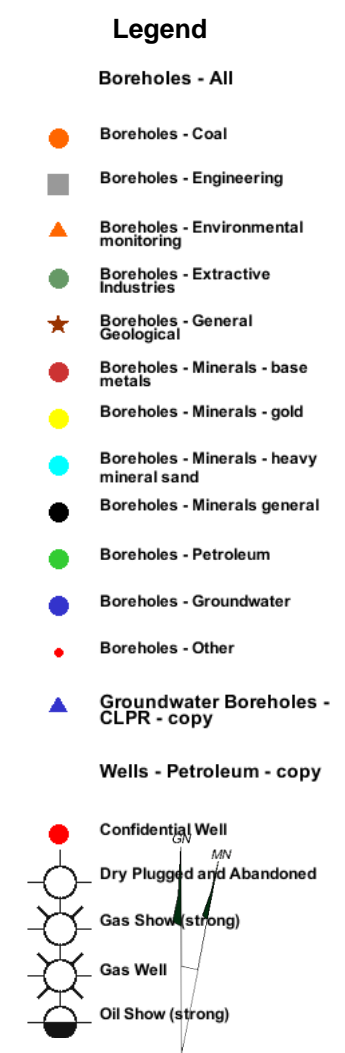 Legend
Boreholes - All
Boreholes - Coal
Boreholes - Engineering
Boreholes - Environmental
monitoring
Boreholes - Extractive
Industries
Boreholes - General
Geological
Boreholes - Minerals - base
metals
Boreholes - Minerals - gold
Boreholes - Minerals - heavy
mineral sand
Boreholes - Minerals general
Boreholes - Petroleum
Boreholes - Groundwater
Boreholes - Other
Groundwater Boreholes -
CLPR - copy
Wells - Petroleum - copy
Confidential Well
GN
MN
Dry Plugged and Abandoned
Gas Show (strong)
Gas Well
Oil Show (strong)